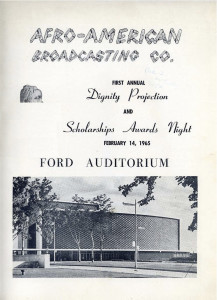 AFRO-AMERICAN
BROADCASTING CO.
FIRST ANNUAL
Dignity Projection
AND
Scholarships Awards Night
FEBRUARY 14, 1965
FORD AUDITORIUM